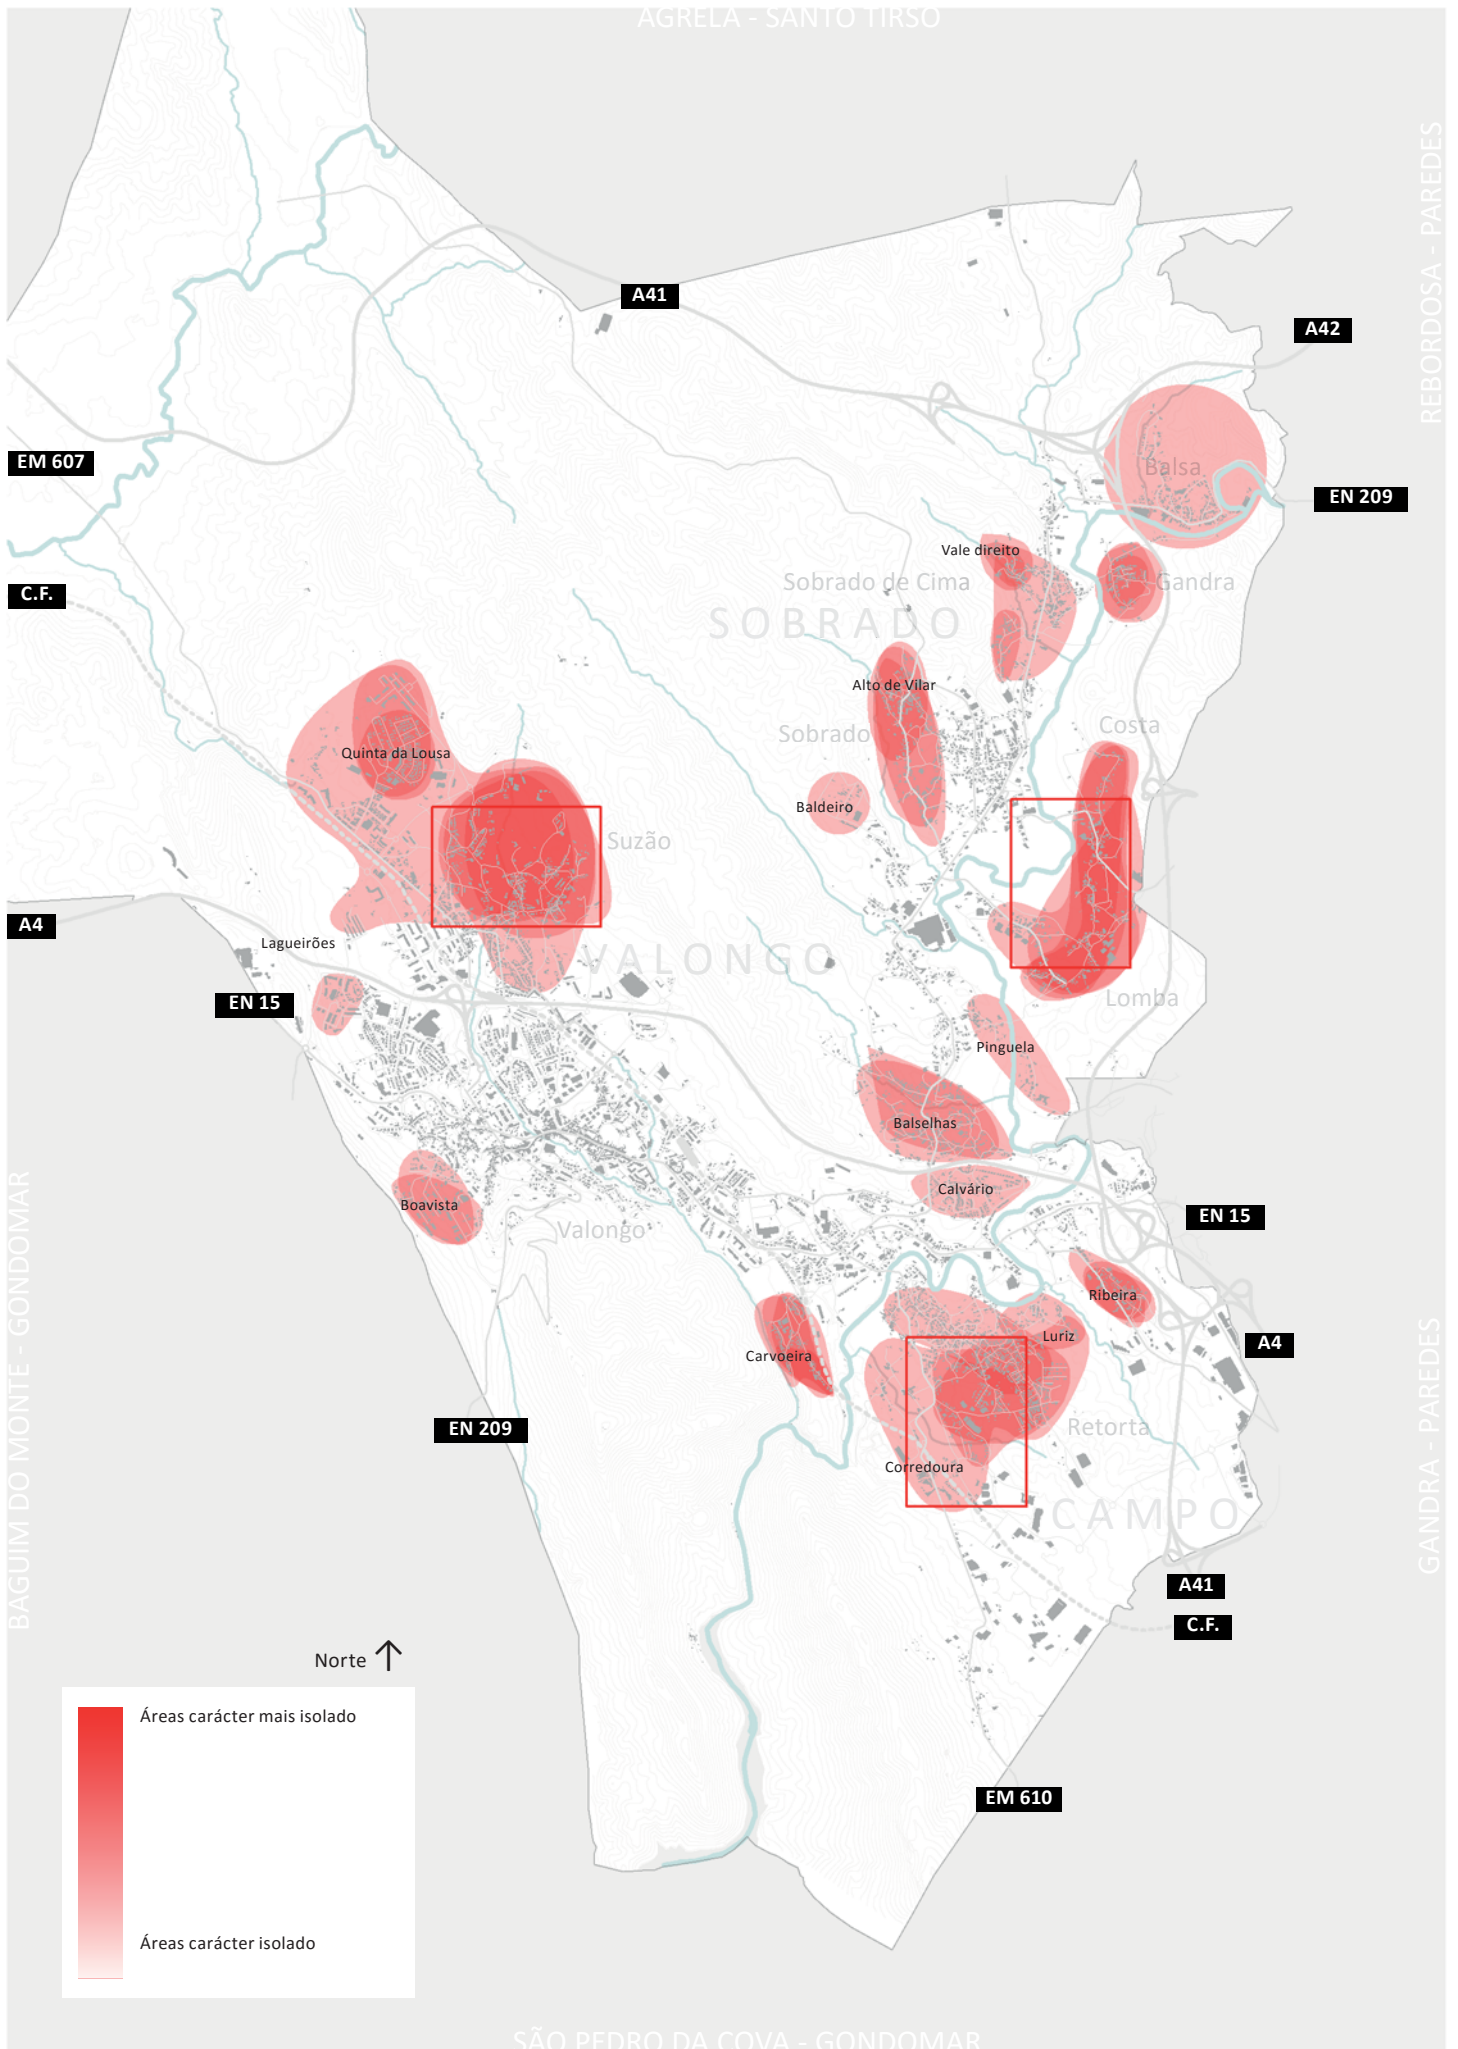 AGRELA - SANTO TIRSO
REBORDOSA - PAREDES
A41
A42
EM 607
Balsa
EN 209
Vale direito
Sobrado de Cima
Gandra
C.F.
SOBRADO
Alto de Vilar
Costa
Sobrado
Quinta da Lousa
Baldeiro
Suzão
A4
Lagueirões
VALONGO
EN 15
Lomba
Pinguela
Balselhas
Calvário
Boavista
EN 15
Valongo
BAGUIM DO MONTE - GONDOMAR
Ribeira
Luriz
A4
Carvoeira
GANDRA - PAREDES
EN 209
Retorta
Corredoura
CAMPO
A41
C.F.
Norte
Áreas carácter mais isolado
EM 610
Áreas carácter isolado
SÃO PEDRO DA COVA - GONDOMAR